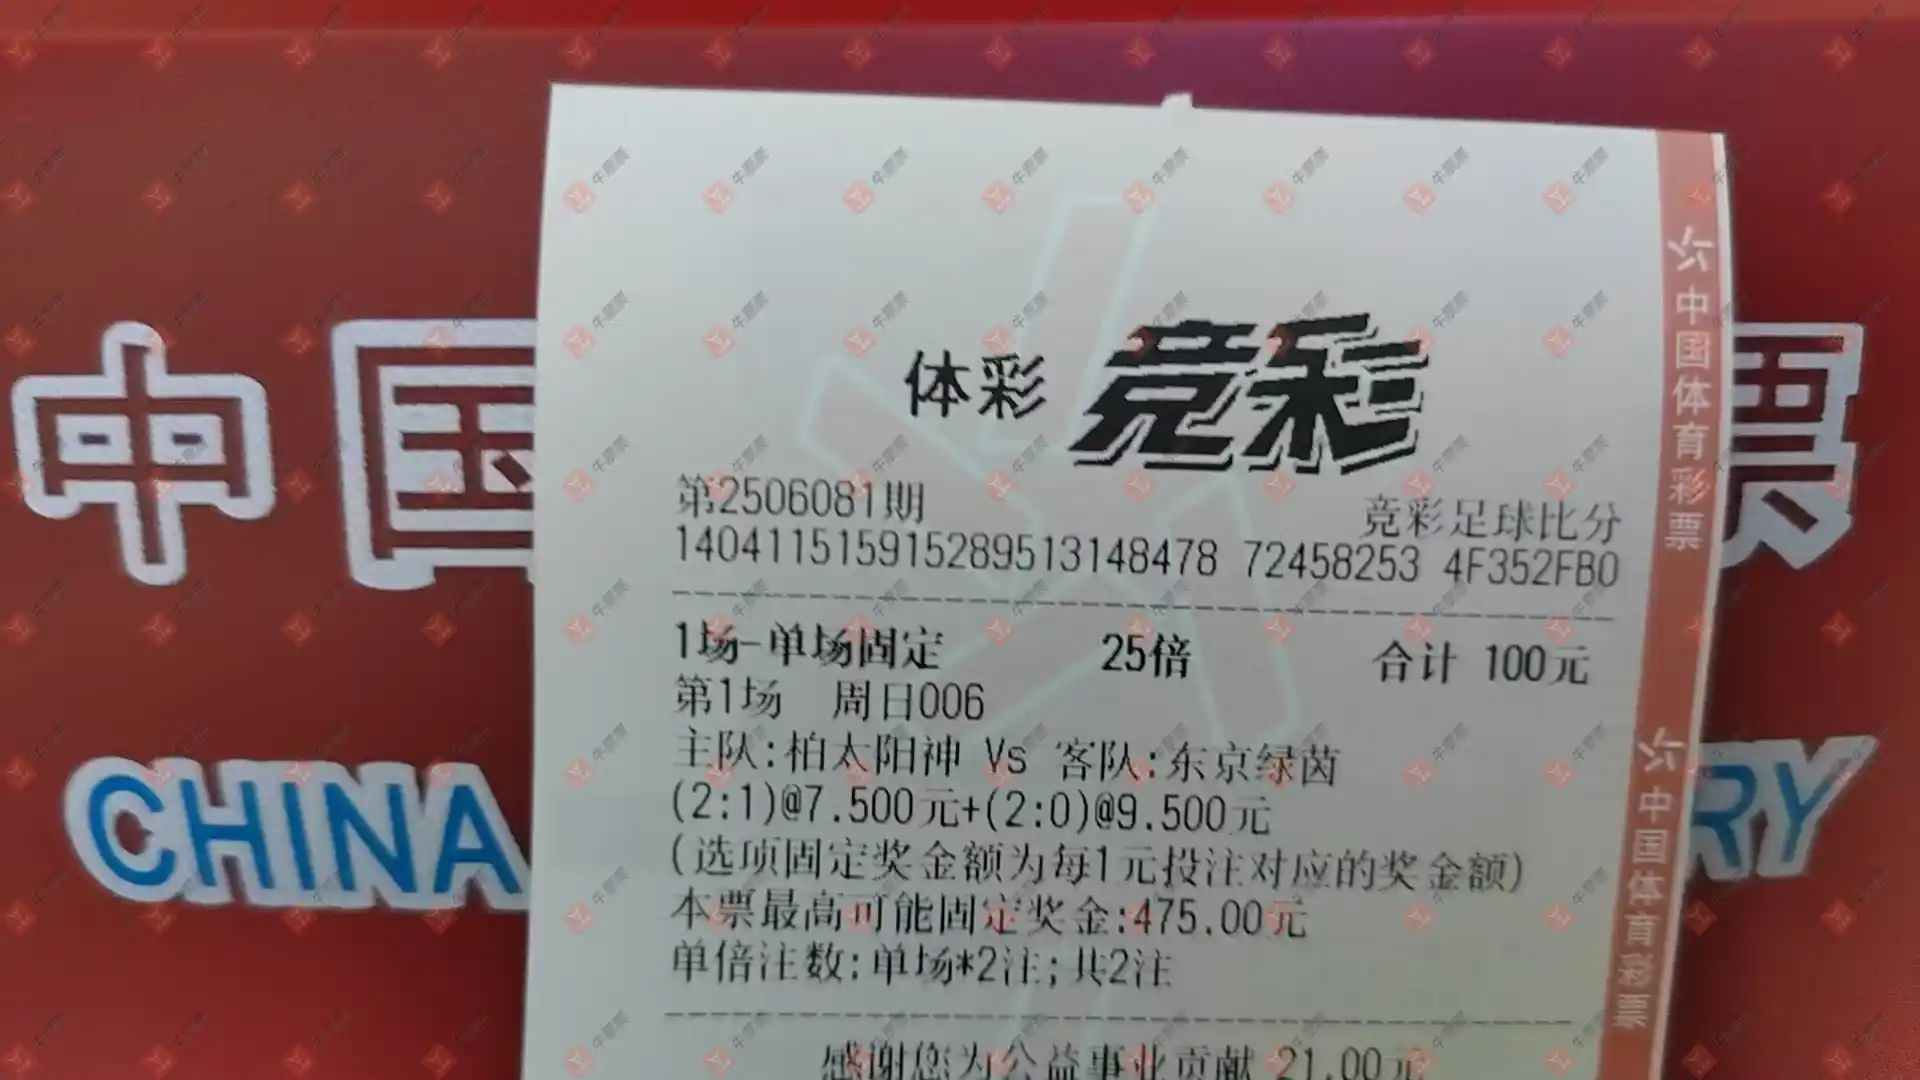 体彩 竞彩
第2506081期 竞彩足球比分
140411515915289513148478 72458253 4F352FB0
1场-单场固定 25倍 合计 100元
第1场 周日006
主队:柏太阳神 Vs 客队:东京绿茵
(2:1)@7.500元+(2:0)@9.500元
(选项固定奖金额为每1元投注对应的奖金额)
本票最高可能固定奖金:475.00元
单倍注数:单场*2注;共2注
感谢您为公益事业贡献 21.00元
中国体育彩票
中国体育彩票
中国 票
CHINA RY
牛票票